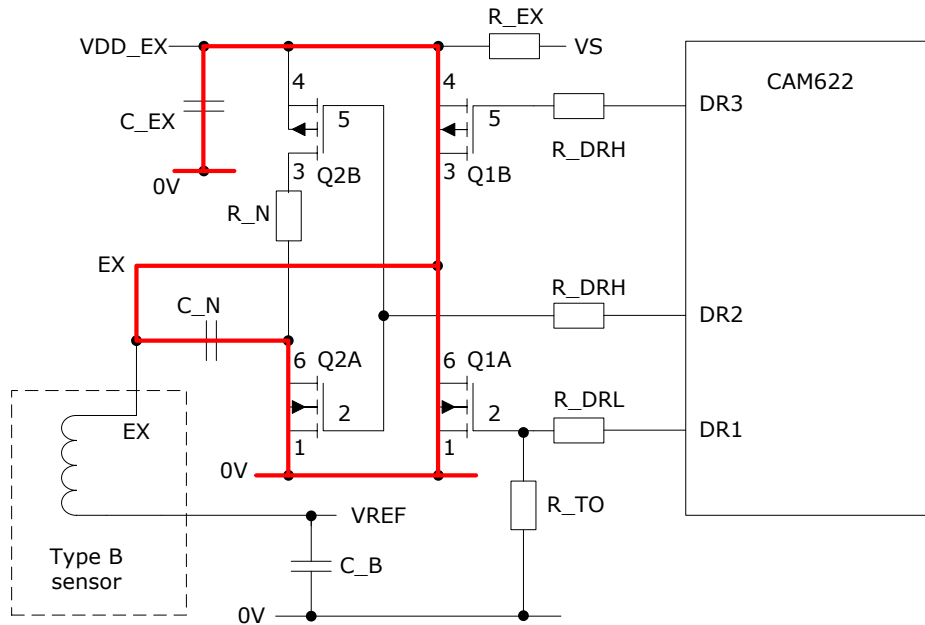 R_EX
VDD_EX
VS
CAM622
4
4
5
5
DR3
C_EX
R_DRH
3
Q2B
3
Q1B
0V
R_N
EX
R_DRH
C_N
DR2
6
Q2A
6
Q1A
R_DRL
2
2
EX
DR1
1
1
0V
R_TO
VREF
Type B
sensor
C_B
0V